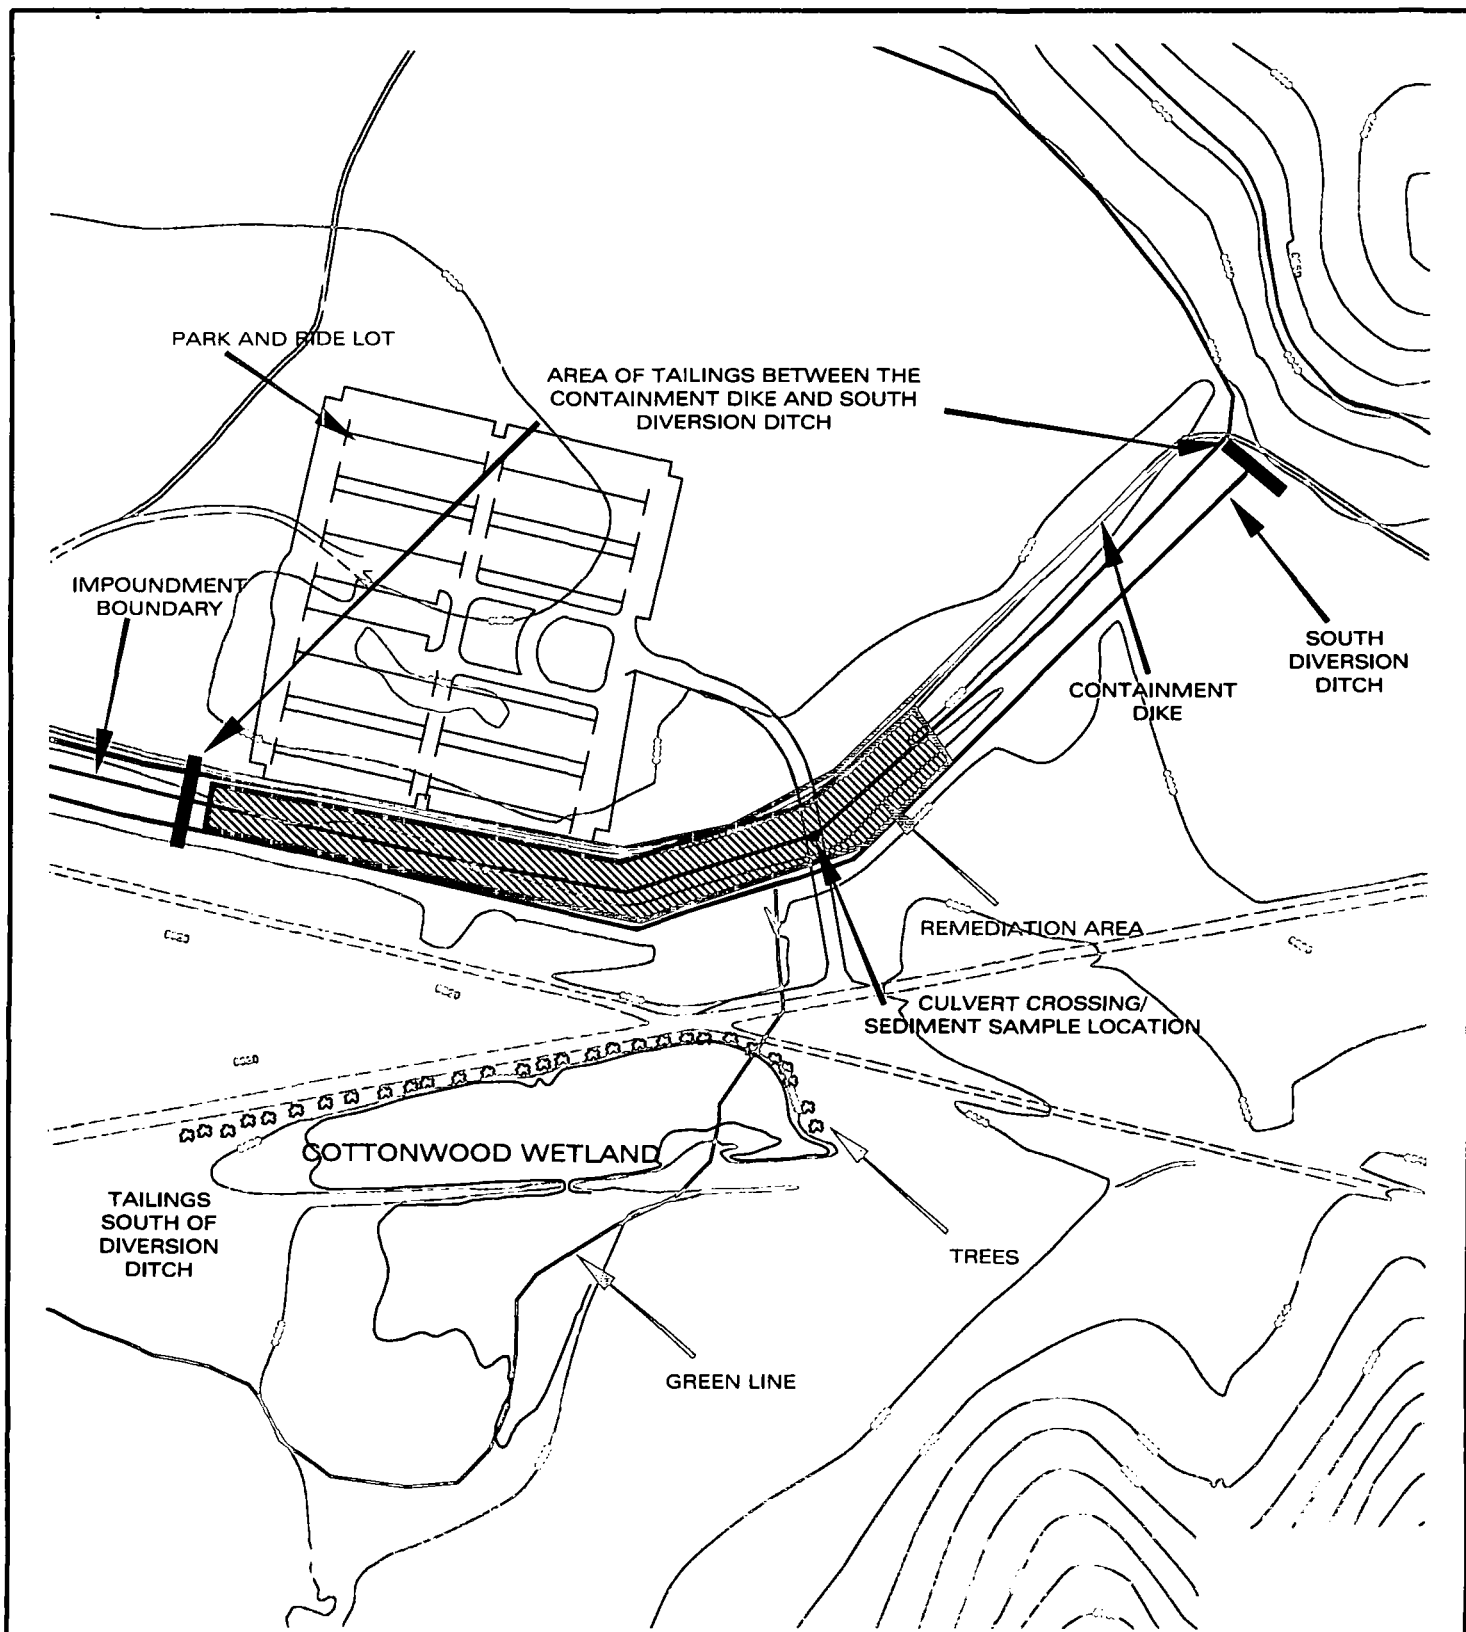 PARK AND RIDE LOT
AREA OF TAILINGS BETWEEN THE
CONTAINMENT DIKE AND SOUTH
DIVERSION DITCH
IMPOUNDMENT
BOUNDARY
SOUTH
DIVERSION
DITCH
CONTAINMENT
DIKE
REMEDIATION AREA
CULVERT CROSSING/
SEDIMENT SAMPLE LOCATION
COTTONWOOD WETLAND
TAILINGS
SOUTH OF
DIVERSION
DITCH
TREES
GREEN LINE